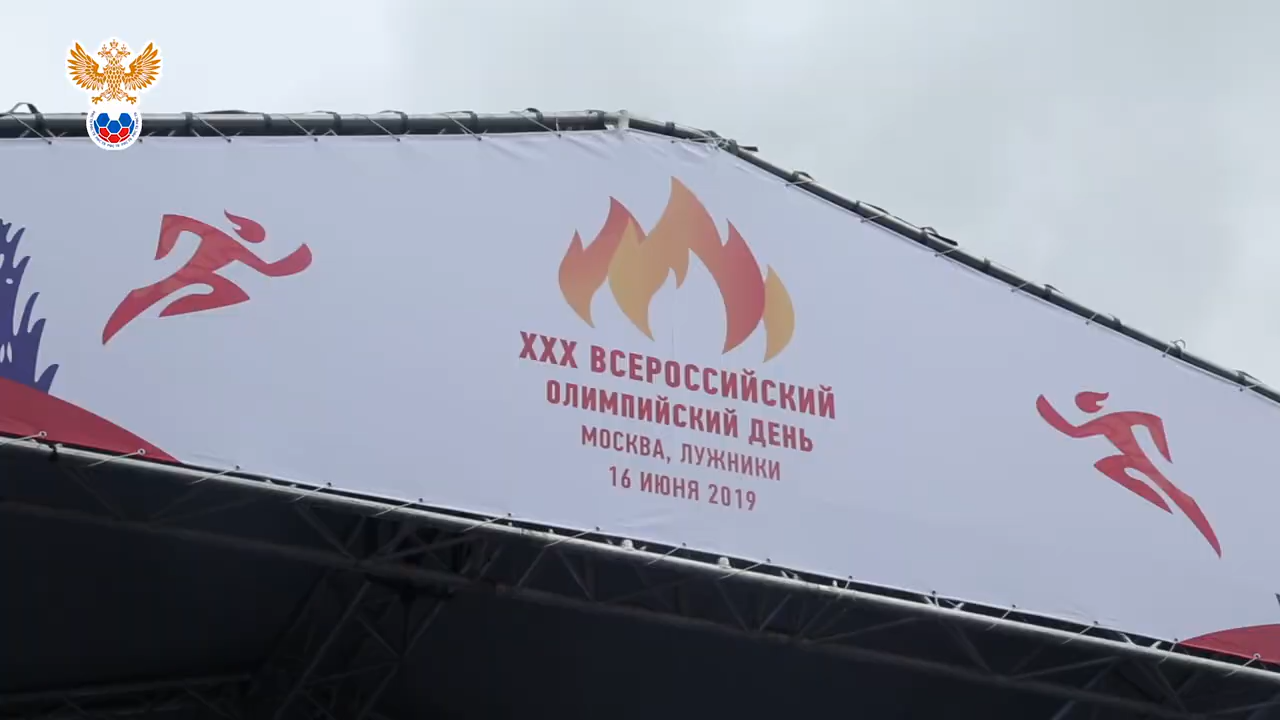 XXX ВСЕРОССИЙСКИЙ
ОЛИМПИЙСКИЙ ДЕНЬ
МОСКВА, ЛУЖНИКИ
16 ИЮНЯ 2019